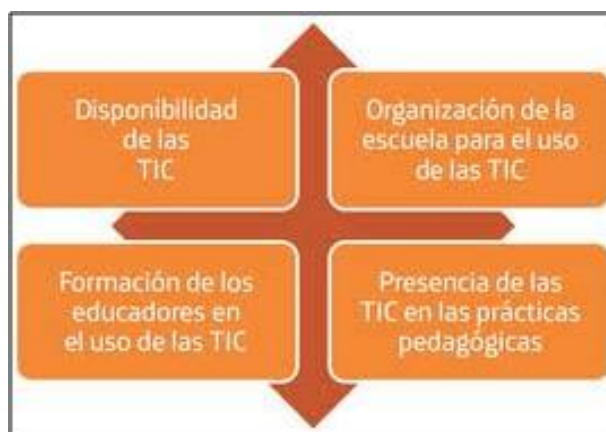 Disponibilidad
de las
TIC
Organización de la
escuela para el uso
de las TIC
Formación de los
educadores en
el uso de las TIC
Presencia de las
TIC en las prácticas
pedagógicas